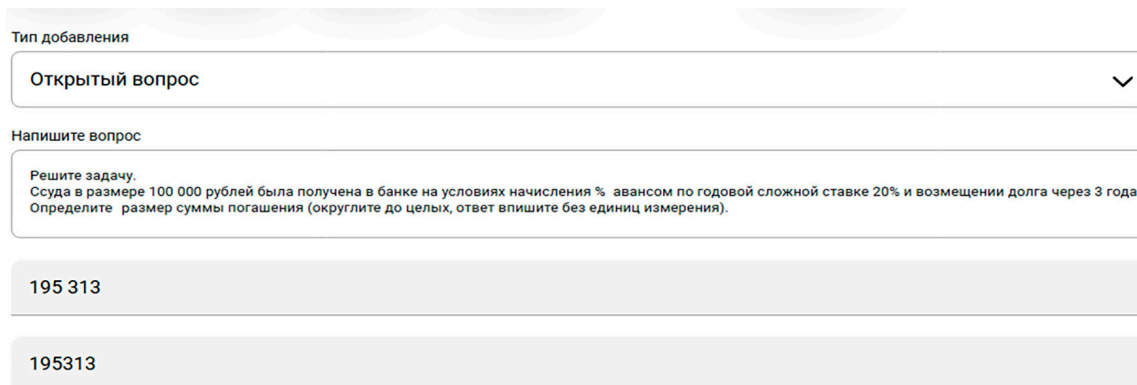 Тип добавления
Открытый вопрос
Напишите вопрос
Решите задачу.
Ссуда в размере 100 000 рублей была получена в банке на условиях начисления % авансом по годовой сложной ставке 20% и возмещении долга через 3 года
Определите размер суммы погашения (округлите до целых, ответ впишите без единиц измерения).
195 313
195313